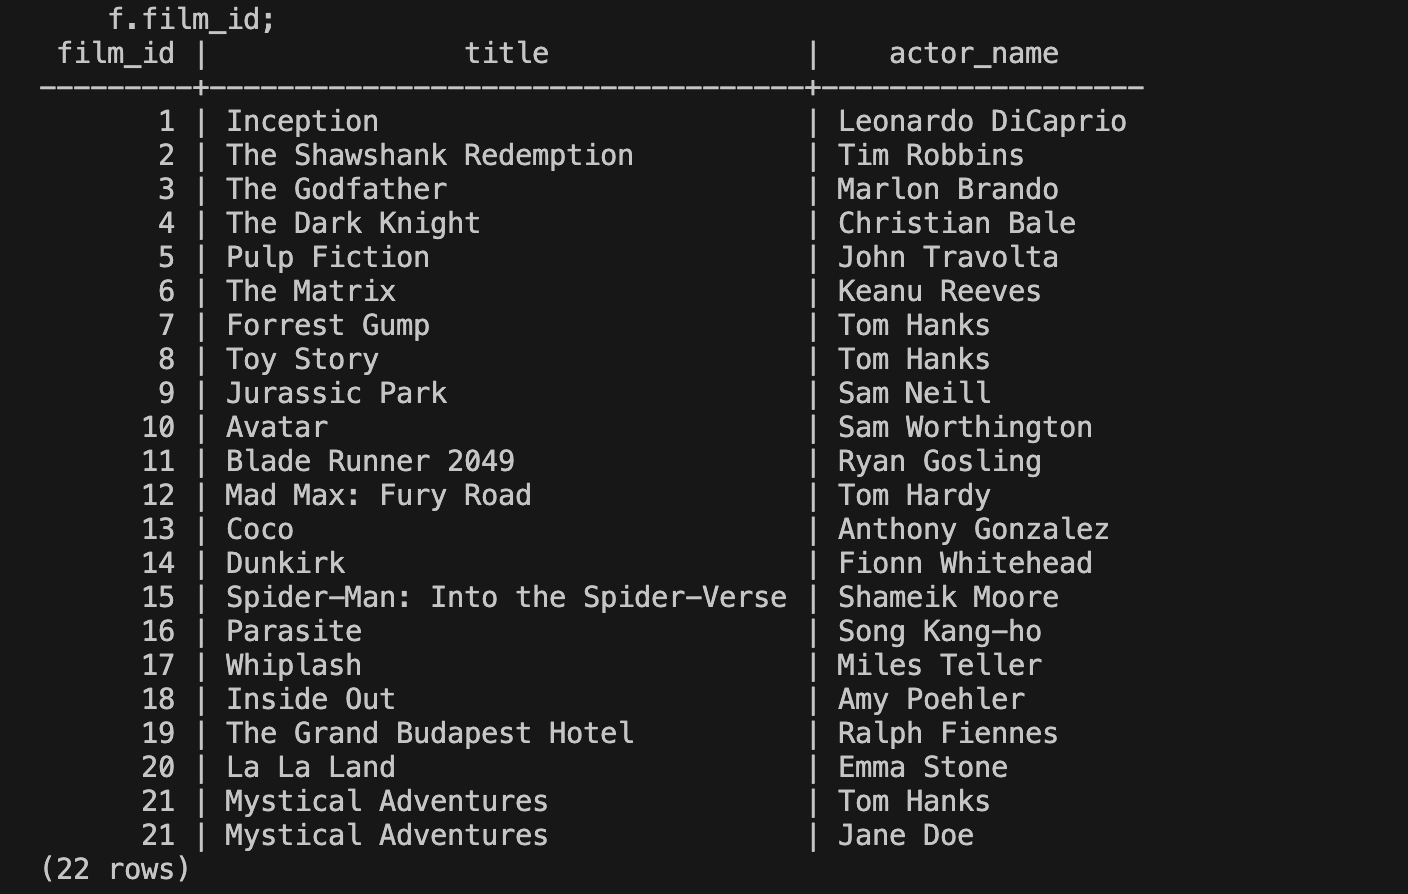 f.film_id;
film_id | title | actor_name
---------+-----------------------------------+-------------------
1 | Inception | Leonardo DiCaprio
2 | The Shawshank Redemption | Tim Robbins
3 | The Godfather | Marlon Brando
4 | The Dark Knight | Christian Bale
5 | Pulp Fiction | John Travolta
6 | The Matrix | Keanu Reeves
7 | Forrest Gump | Tom Hanks
8 | Toy Story | Tom Hanks
9 | Jurassic Park | Sam Neill
10 | Avatar | Sam Worthington
11 | Blade Runner 2049 | Ryan Gosling
12 | Mad Max: Fury Road | Tom Hardy
13 | Coco | Anthony Gonzalez
14 | Dunkirk | Fionn Whitehead
15 | Spider-Man: Into the Spider-Verse | Shameik Moore
16 | Parasite | Song Kang-ho
17 | Whiplash | Miles Teller
18 | Inside Out | Amy Poehler
19 | The Grand Budapest Hotel | Ralph Fiennes
20 | La La Land | Emma Stone
21 | Mystical Adventures | Tom Hanks
21 | Mystical Adventures | Jane Doe
(22 rows)